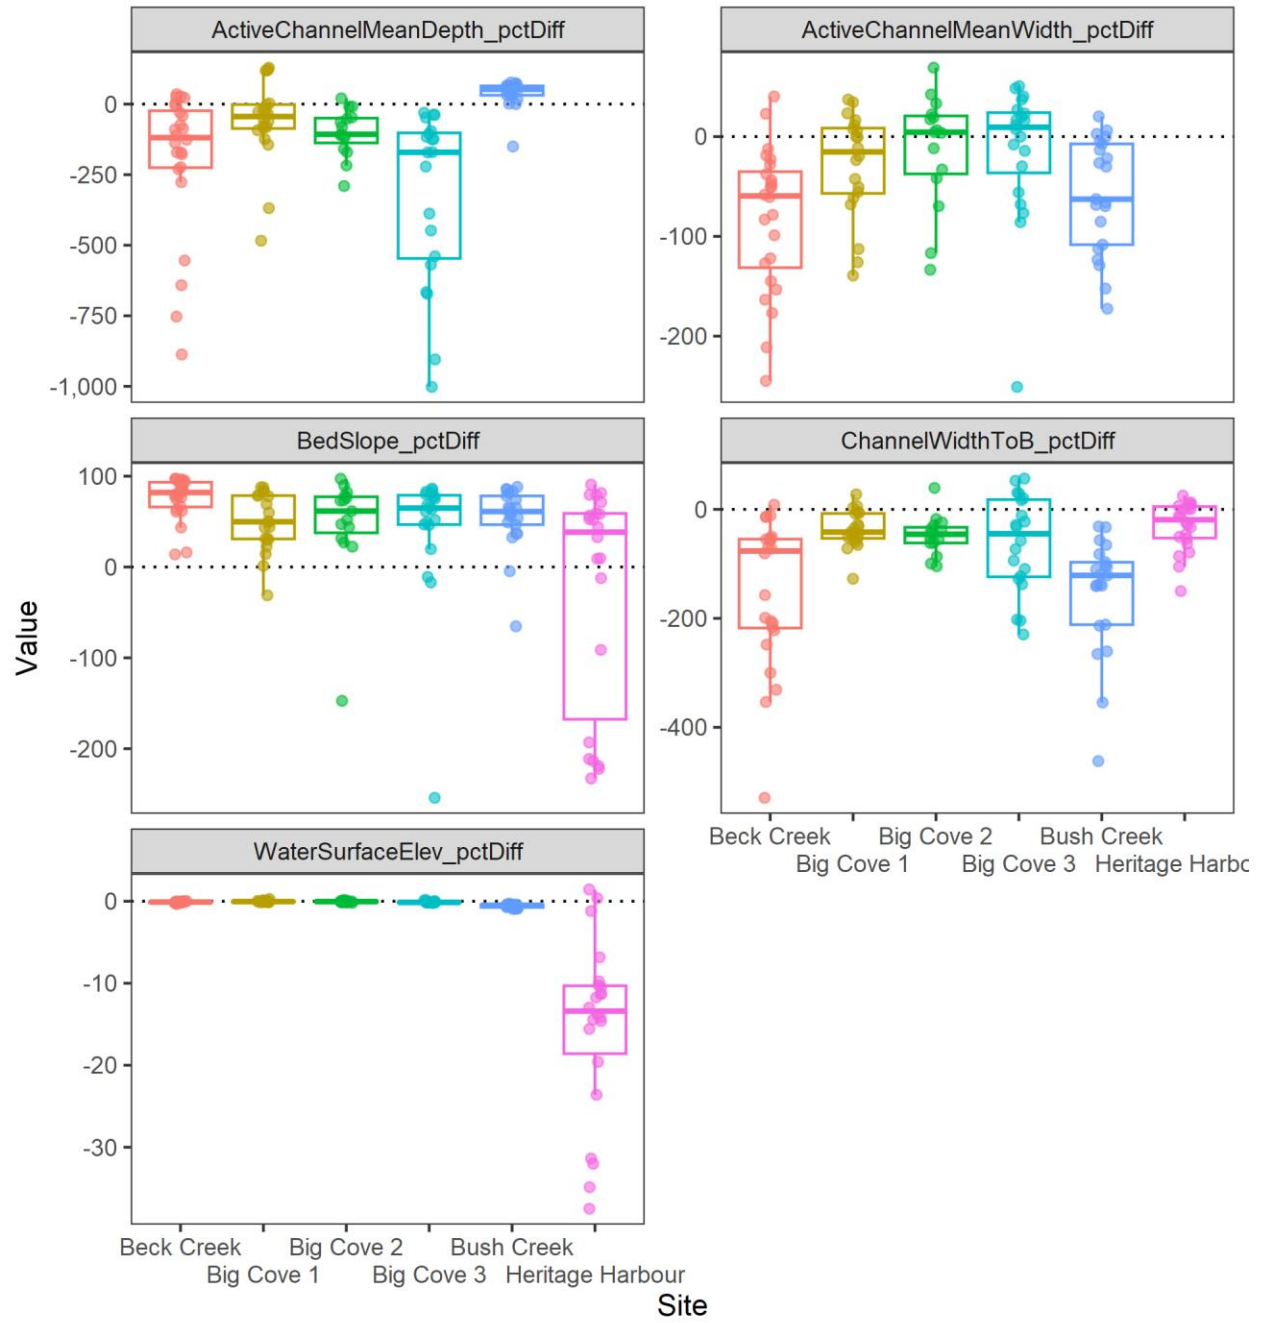 ActiveChannelMeanDepth_pctDiff
ActiveChannelMeanWidth_pctDiff
0
-250
-500
-750
-1,000
0
-100
-200
BedSlope_pctDiff
ChannelWidthToB_pctDiff
100
0
-100
-200
0
-200
-400
Beck Creek
Big Cove 2
Bush Creek
Big Cove 1
Big Cove 3
Heritage Harbo
WaterSurfaceElev_pctDiff
0
-10
-20
-30
Beck Creek
Big Cove 2
Bush Creek
Big Cove 1
Big Cove 3
Heritage Harbour
Value
Site